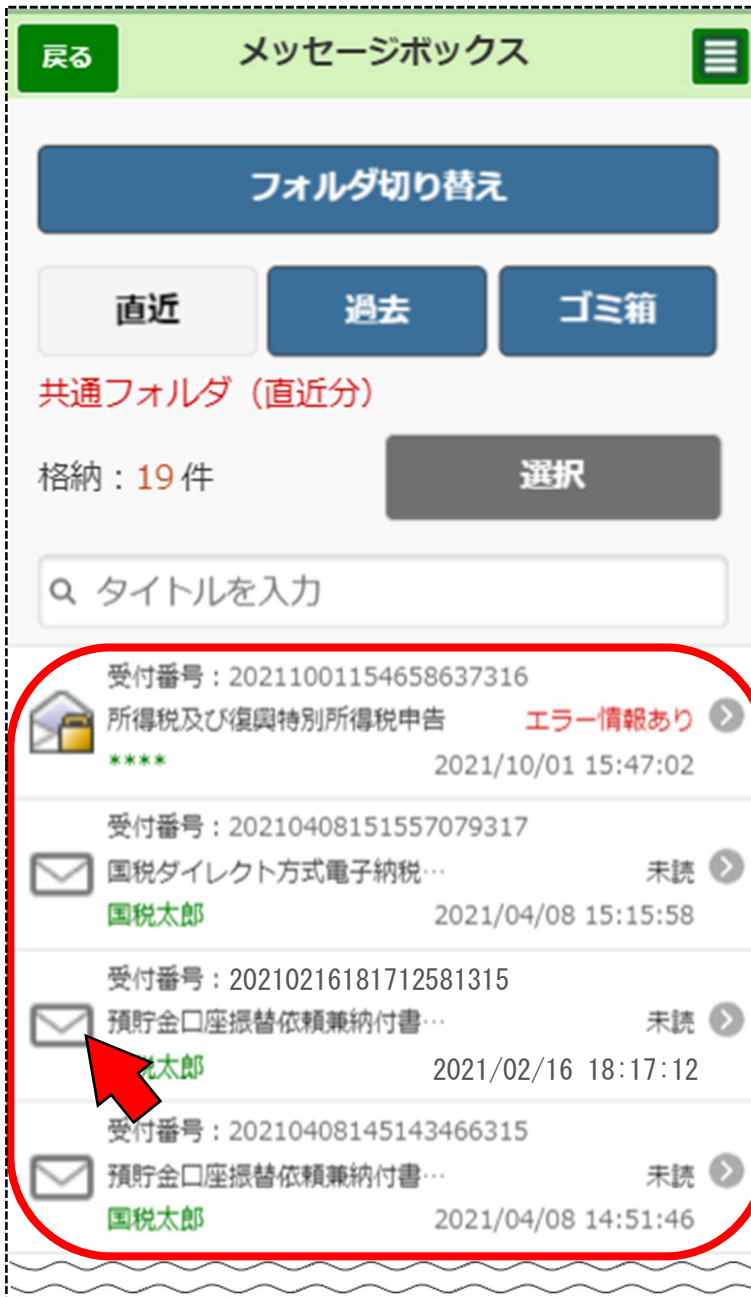 戻る メッセージボックス
フォルダ切り替え
直近 過去 ゴミ箱
共通フォルダ（直近分）
格納：19件 選択
タイトルを入力
受付番号：20211001154658637316
所得税及び復興特別所得税申告 エラー情報あり
**** 2021/10/01 15:47:02
受付番号：20210408151557079317
国税ダイレクト方式電子納税… 未読
国税太郎 2021/04/08 15:15:58
受付番号：20210216181712581315
預貯金口座振替依頼兼納付書… 未読
太郎 2021/02/16 18:17:12
受付番号：20210408145143466315
預貯金口座振替依頼兼納付書… 未読
国税太郎 2021/04/08 14:51:46